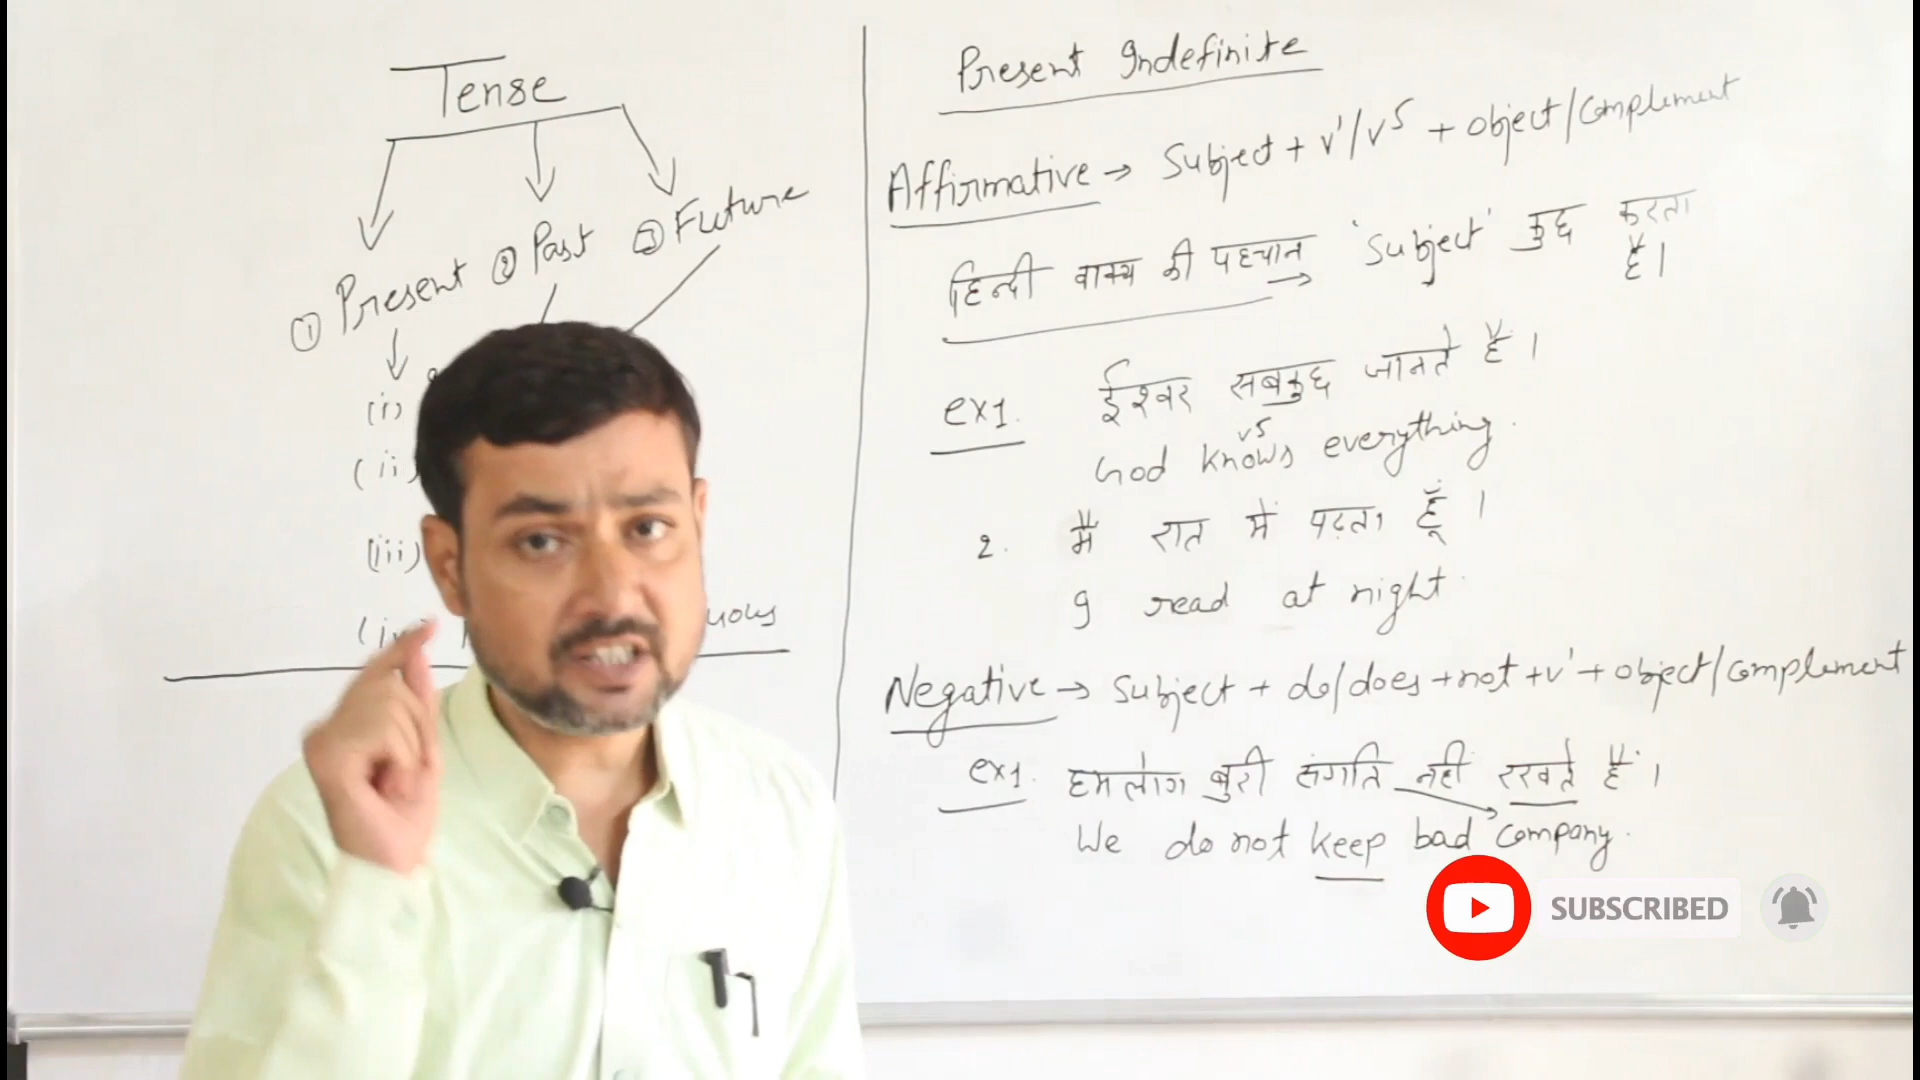 Tense
① Present ② Past ③ Future
(i)
(ii)
(iii)
(iv)
Present Indefinite
Affirmative → Subject + v¹/v⁵ + object/Complement
हिन्दी वाक्य की पहचान → 'Subject' कुछ करता है।
ex1. ईश्वर सबकुछ जानते हैं।
v5
God knows everything.
2. मैं रात में पढ़ता हूँ।
I read at night.
Negative → Subject + do/does + not + v¹ + object/Complement
ex1. हमलोग बुरी संगति नहीं रखते हैं।
We do not keep bad company.
SUBSCRIBED